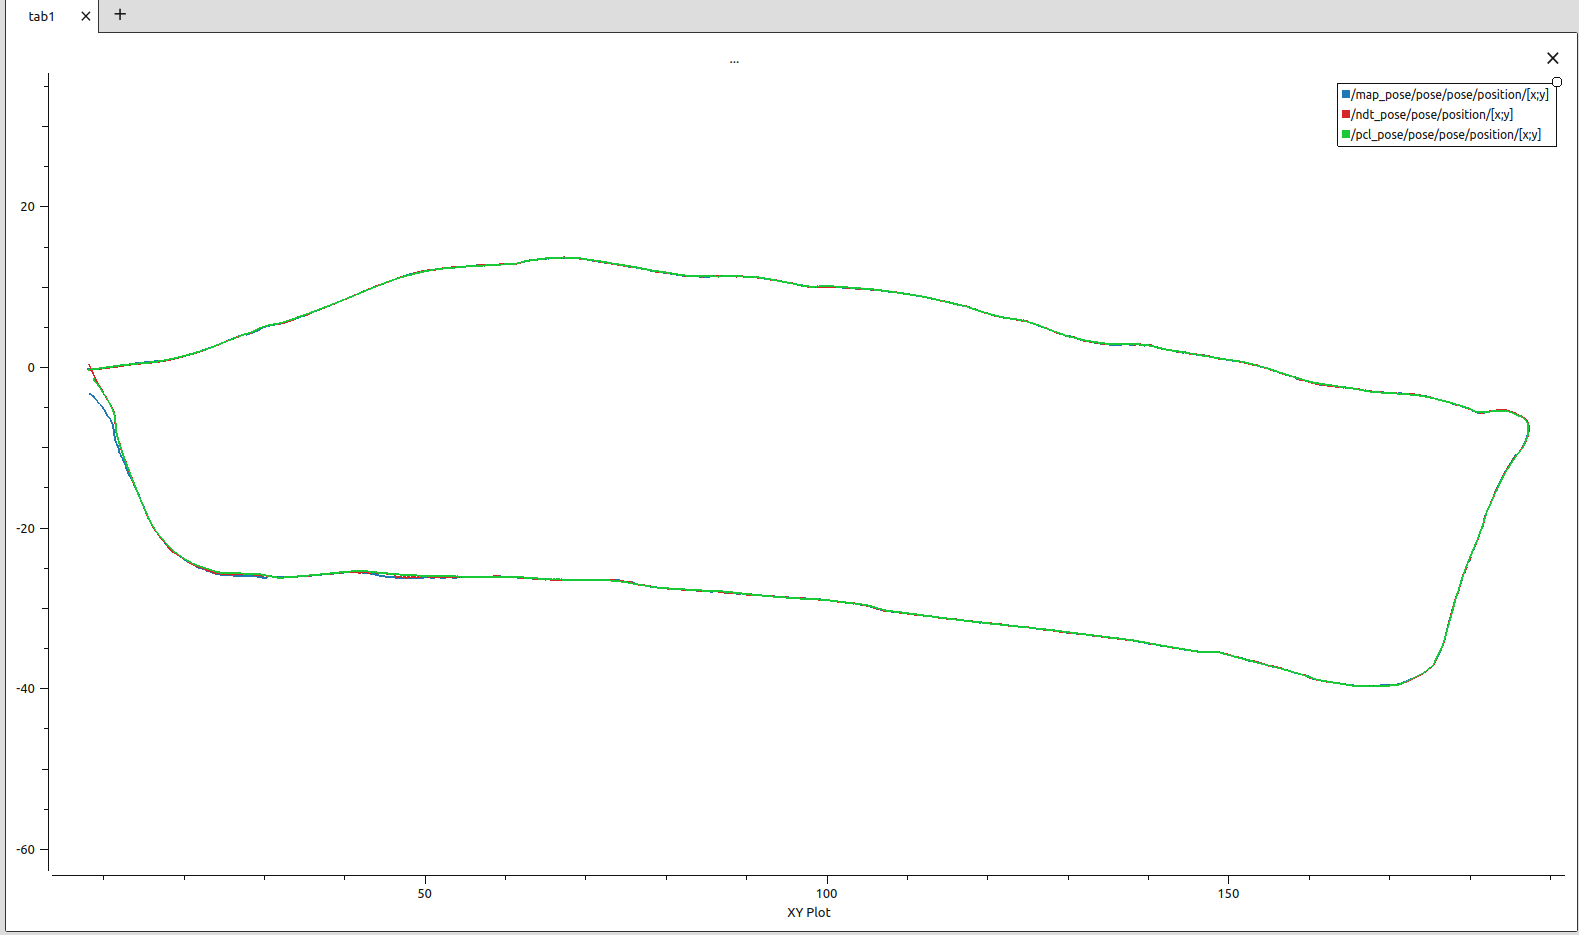 tab1
...
/map_pose/pose/pose/position/[x;y]
/ndt_pose/pose/position/[x;y]
/pcl_pose/pose/pose/position/[x;y]
20
0
-20
-40
-60
50 100 150
XY Plot